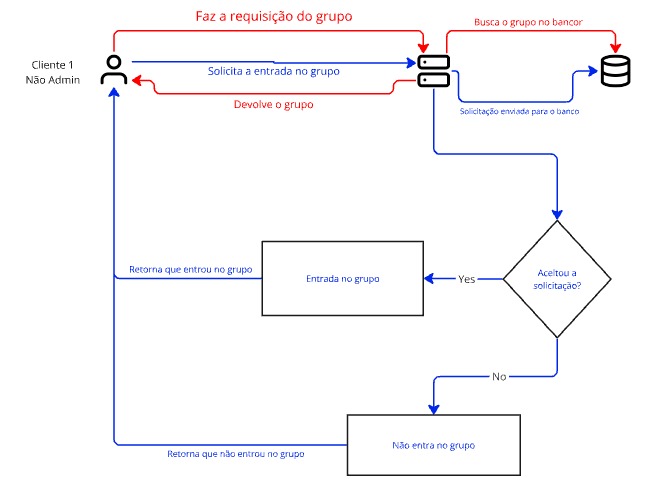 Faz a requisição do grupo
Busca o grupo no bancor
Cliente 1
Não Admin
Solicita a entrada no grupo
Devolve o grupo
Solicitação enviada para o banco
Retorna que entrou no grupo
Entrada no grupo
Yes
Aceitou a
solicitação?
No
Não entra no grupo
Retorna que não entrou no grupo